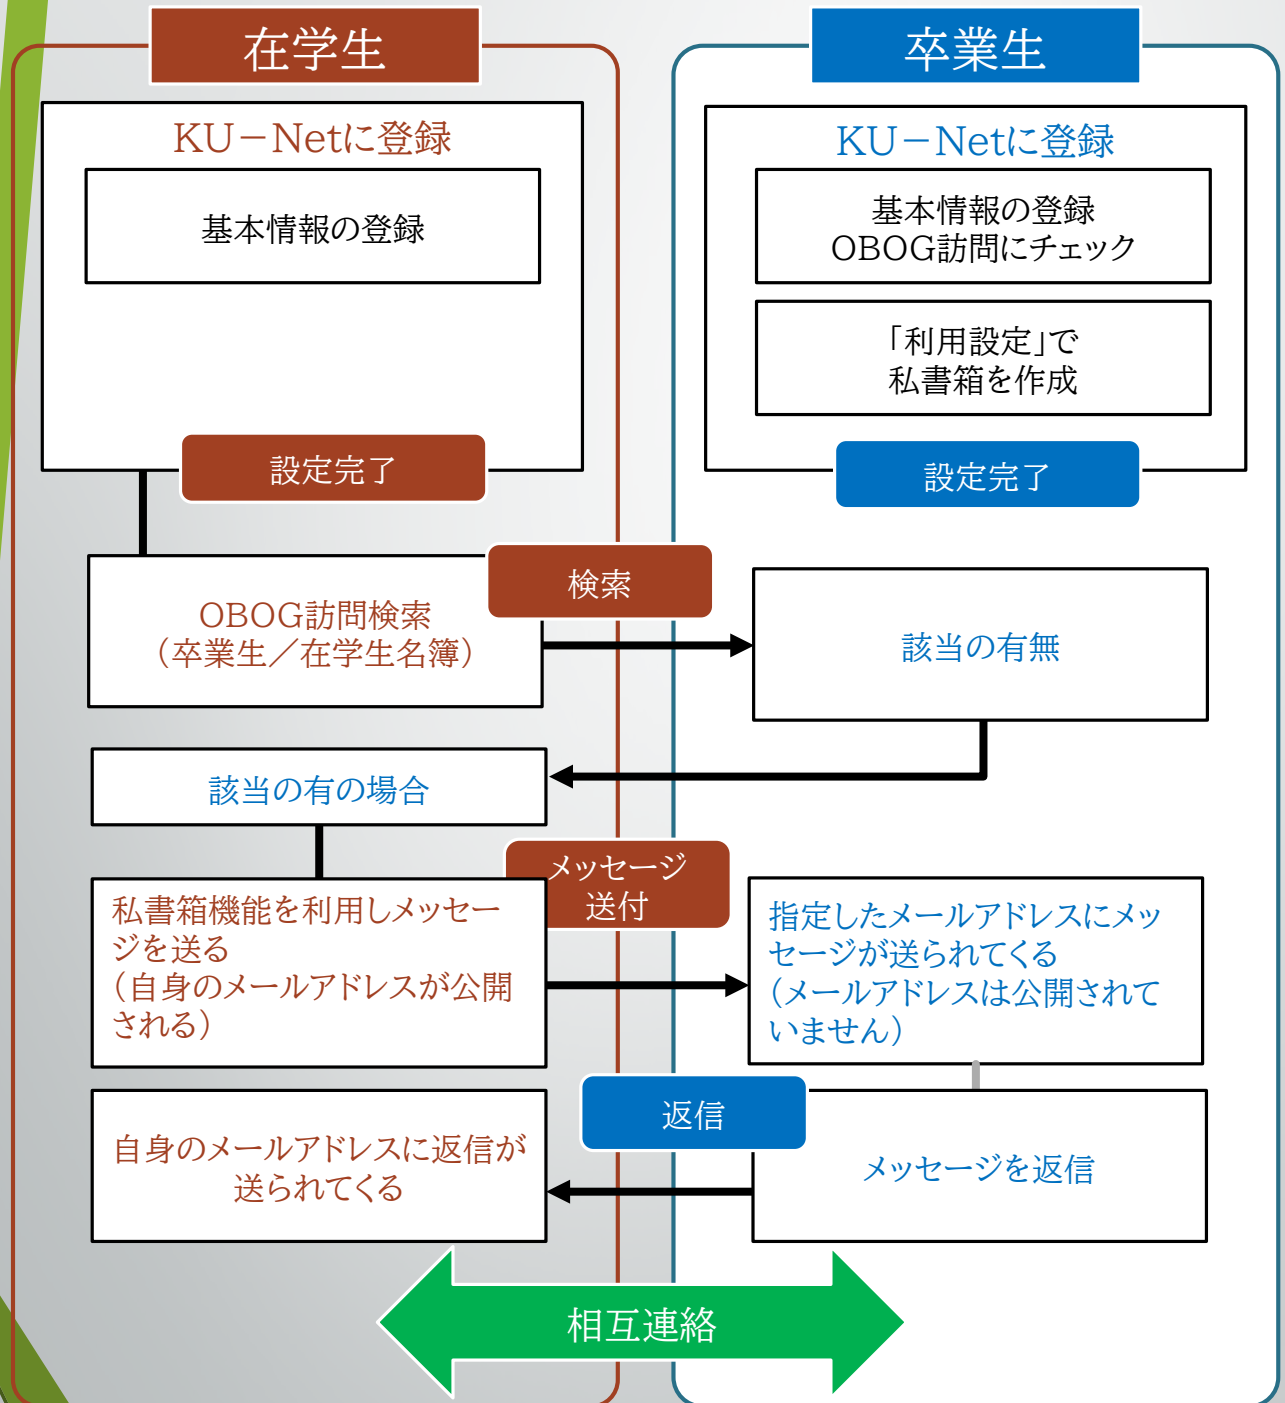 在学生
卒業生
KU－Netに登録
基本情報の登録
設定完了
KU－Netに登録
基本情報の登録
OBOG訪問にチェック
「利用設定」で
私書箱を作成
設定完了
OBOG訪問検索
（卒業生／在学生名簿）
検索
該当の有無
該当の有の場合
メッセージ
送付
私書箱機能を利用しメッセー
ジを送る
（自身のメールアドレスが公開
される）
指定したメールアドレスにメッ
セージが送られてくる
（メールアドレスは公開されて
いません）
返信
メッセージを返信
自身のメールアドレスに返信が
送られてくる
相互連絡